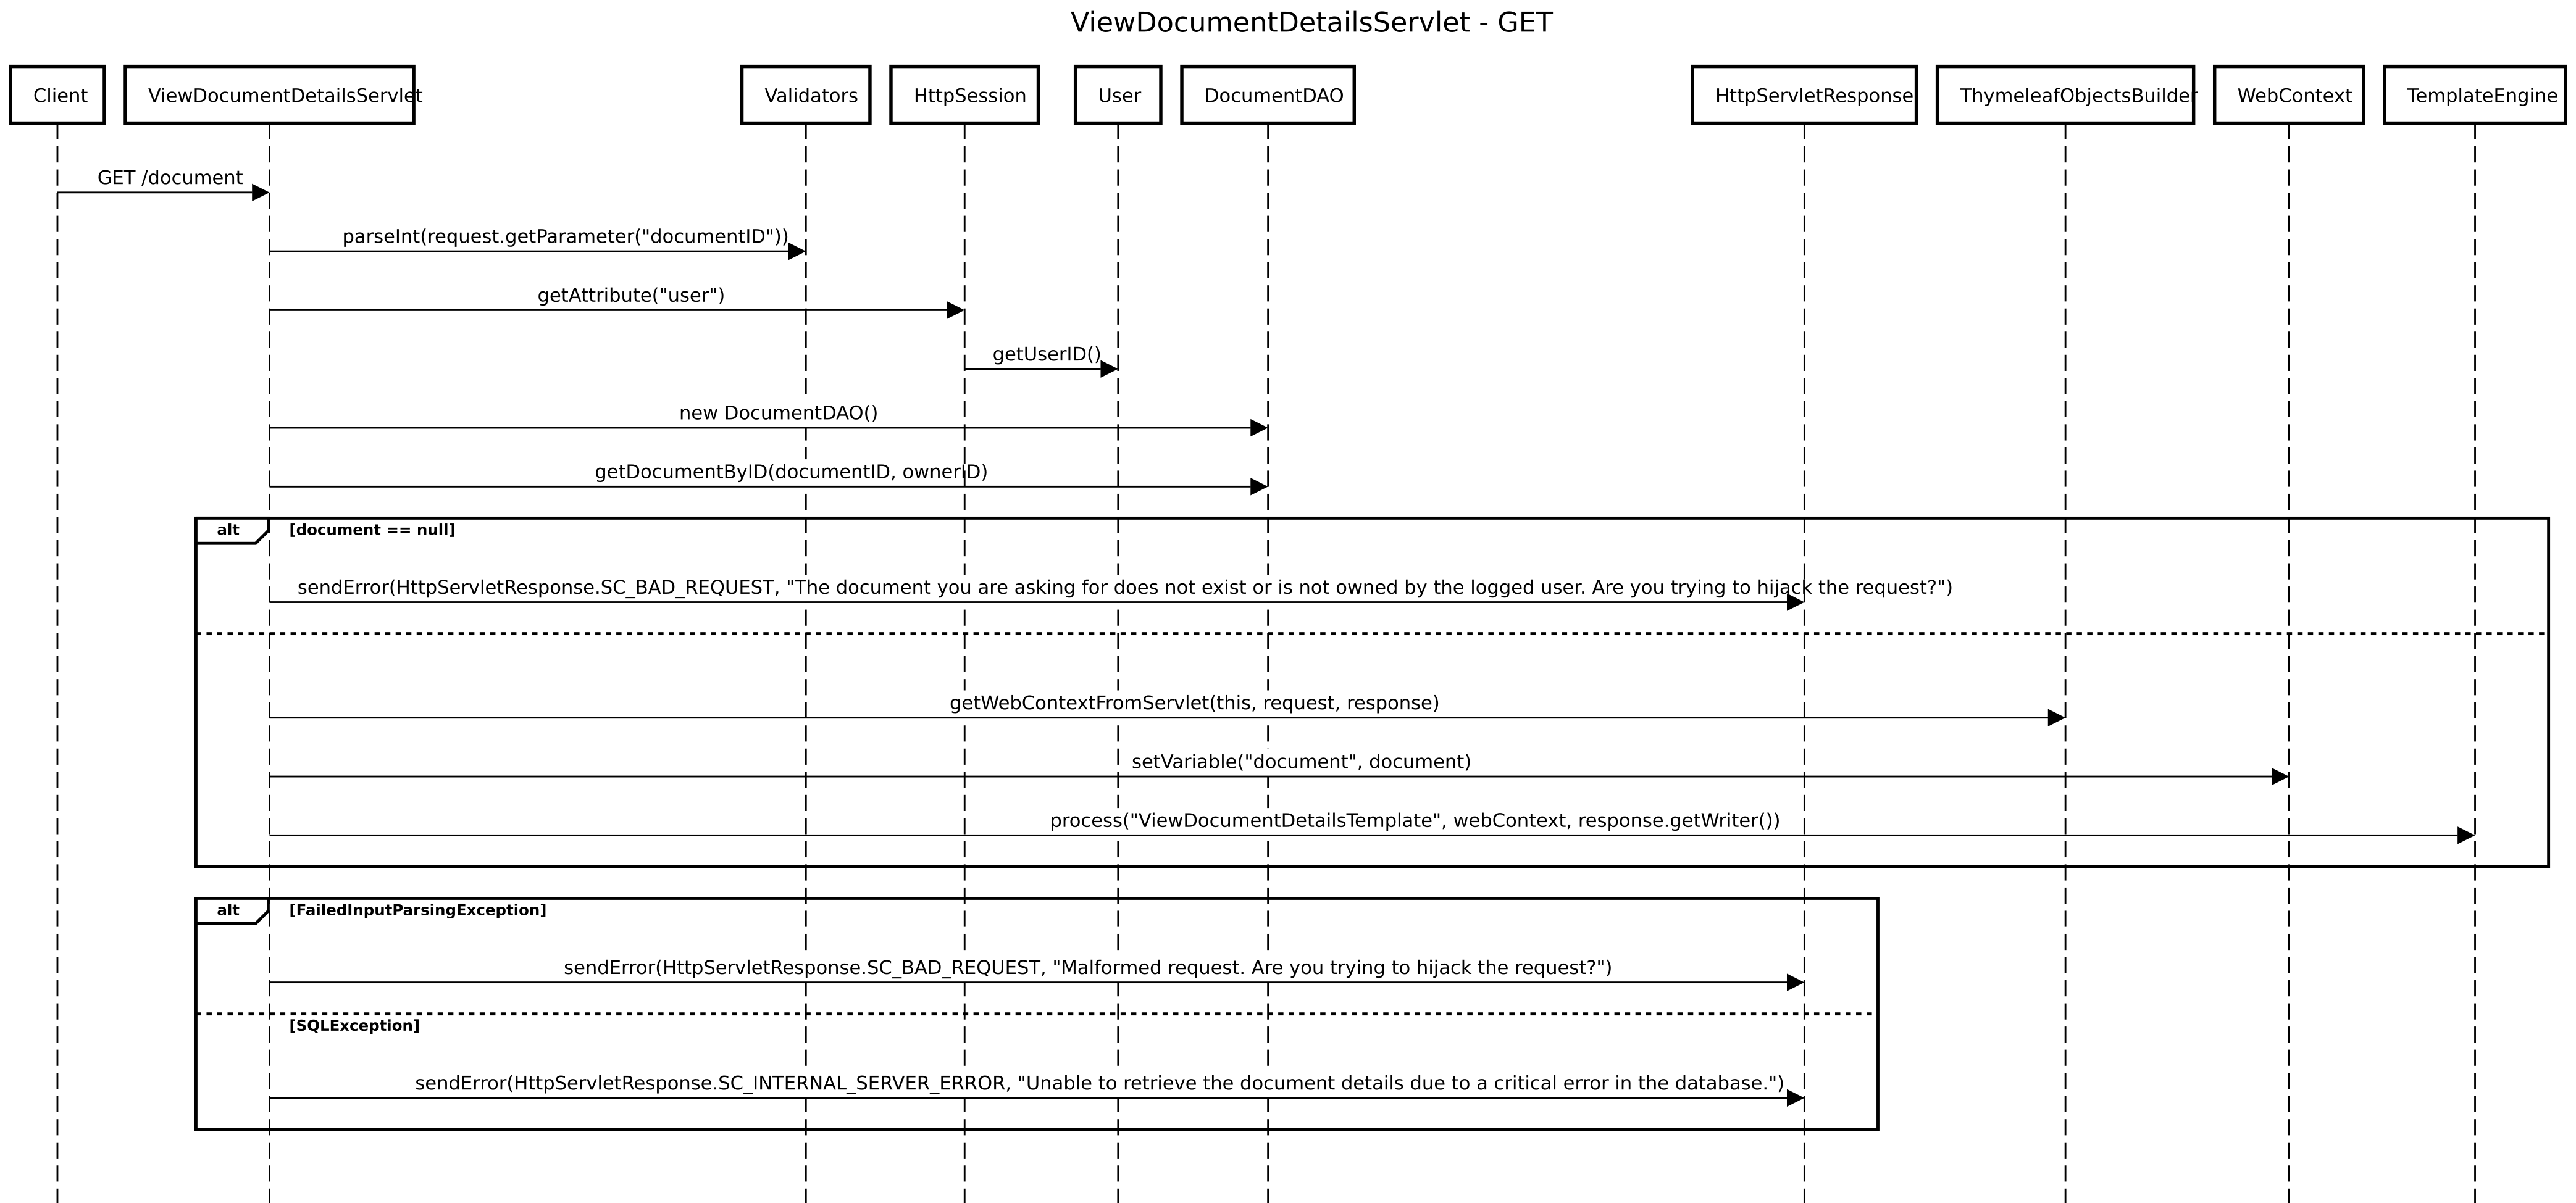 ViewDocumentDetailsServlet - GET
Client
ViewDocumentDetailsServlet
Validators
HttpSession
User
DocumentDAO
HttpServletResponse
ThymeleafObjectsBuilder
WebContext
TemplateEngine
GET /document
parseInt(request.getParameter("documentID"))
getAttribute("user")
getUserID()
new DocumentDAO()
getDocumentByID(documentID, ownerID)
alt
[document == null]
sendError(HttpServletResponse.SC_BAD_REQUEST, "The document you are asking for does not exist or is not owned by the logged user. Are you trying to hijack the request?")
getWebContextFromServlet(this, request, response)
setVariable("document", document)
process("ViewDocumentDetailsTemplate", webContext, response.getWriter())
alt
[FailedInputParsingException]
sendError(HttpServletResponse.SC_BAD_REQUEST, "Malformed request. Are you trying to hijack the request?")
[SQLException]
sendError(HttpServletResponse.SC_INTERNAL_SERVER_ERROR, "Unable to retrieve the document details due to a critical error in the database.")